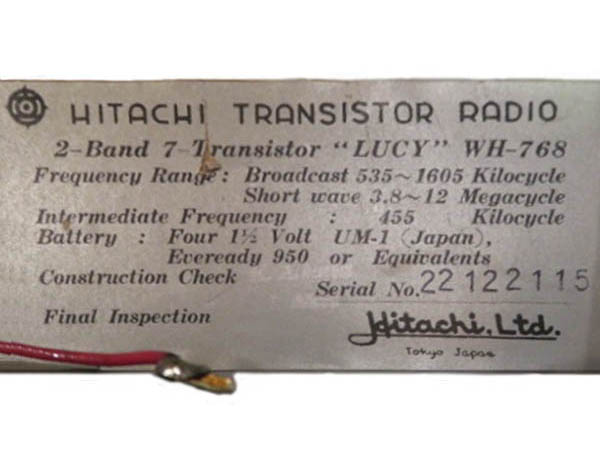 HITACHI TRANSISTOR RADIO
2-Band 7-Transistor "LUCY" WH-768
Frequency Range: Broadcast 535~1605 Kilocycle
Short wave 3.8~12 Megacycle
Intermediate Frequency : 455 Kilocycle
Battery : Four 1½ Volt UM-1 (Japan),
Eveready 950 or Equivalents
Construction Check
Serial No. 22 122115
Final Inspection
Hitachi, Ltd.
Tokyo Japan